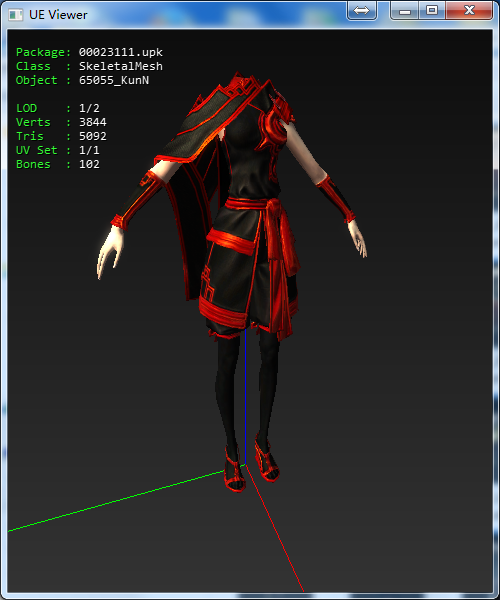 UE Viewer
Package: 00023111.upk
Class : SkeletalMesh
Object : 65055_KunN
LOD : 1/2
Verts : 3844
Tris : 5092
UV Set : 1/1
Bones : 102